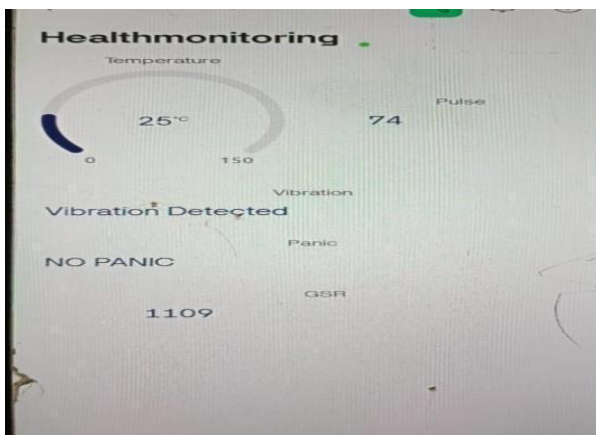 Healthmonitoring
Temperature
25°C
0
150
Pulse
74
Vibration
Vibration Detected
Panic
NO PANIC
GSR
1109